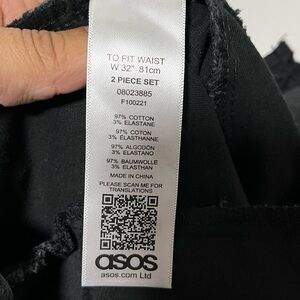 TO FIT WAIST
W 32" 81cm
2 PIECE SET
08023885
F100221
97% COTTON
3% ELASTANE
97% COTON
3% ELASTHANNE
97% ALGODÓN
3% ELASTANO
97% BAUMWOLLE
3% ELASTHAN
MADE IN CHINA
PLEASE SCAN ME FOR
TRANSLATIONS
asos
asos.com Ltd